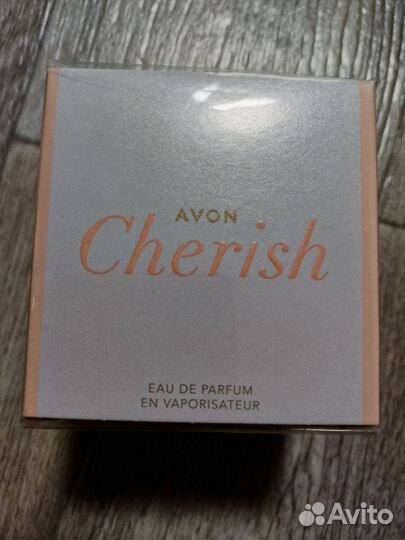 AVON
Cherish
EAU DE PARFUM
EN VAPORISATEUR
Avito